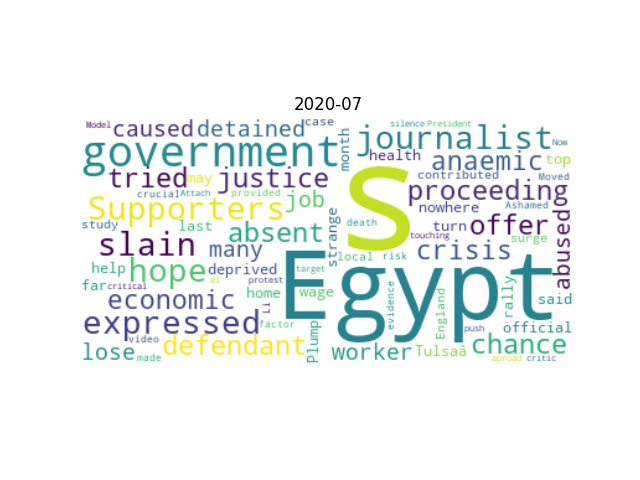 2020-07
Model caused detained case silence President
government month journalist Now
health anaemic top
tried may justice S contributed Moved
crucial Attach provided job nowhere proceeding
Supporters strange death Ashamed
study last absent turn offer abused
slain many touching surge
help hope deprived local risk crisis
far critical ai home target Egypt said
economic protest wage evidence England rally
expressed Li factor push official
video defendant Plump worker Tulsaâ chance
lose made abroad critic